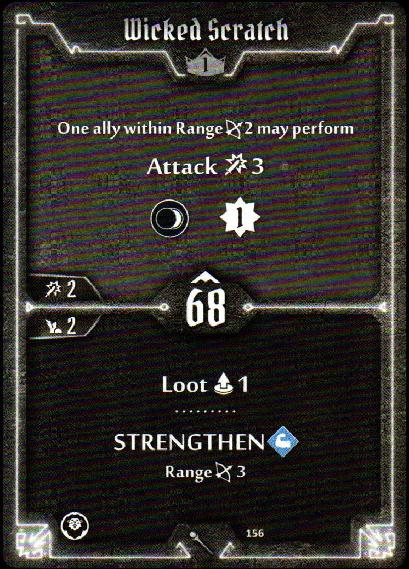 Wicked Scratch
1
One ally within Range 2 may perform
Attack 3
1
2
68
2
Loot 1
.........
STRENGTHEN
Range 3
156